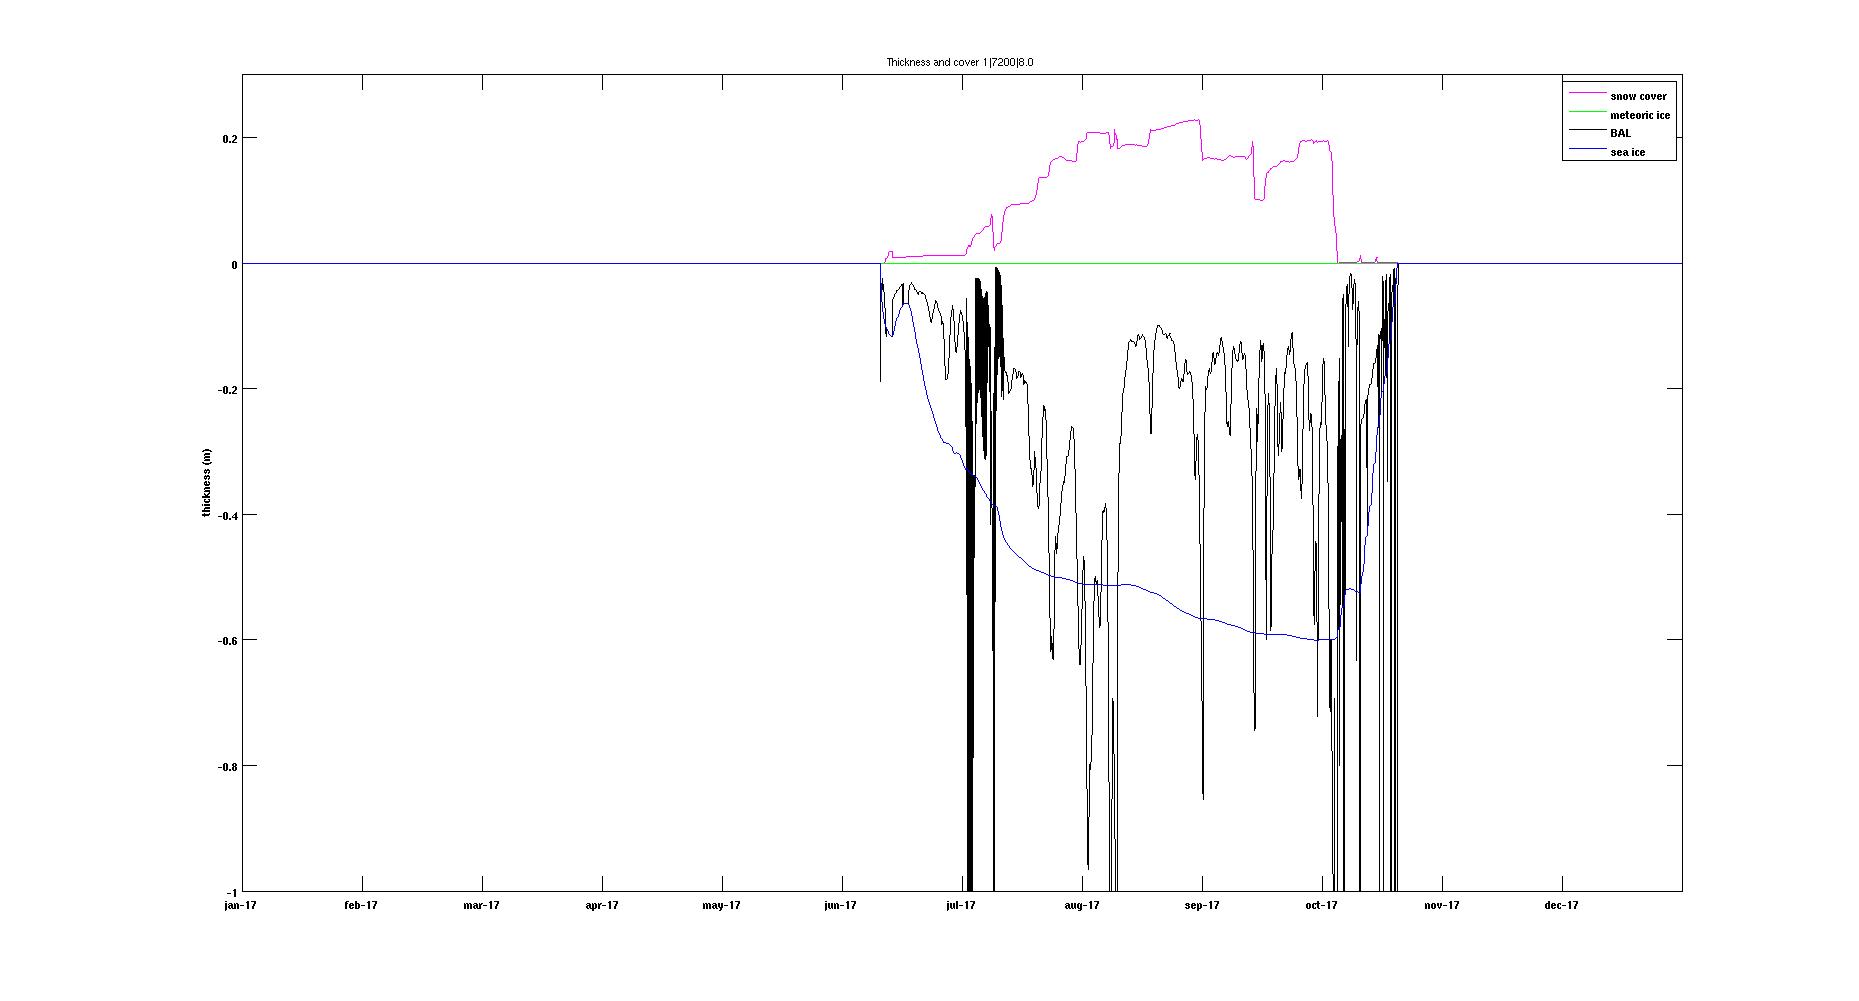 Thickness and cover 1|7200|8.0
snow cover
meteoric ice
BAL
sea ice
0.2
0
-0.2
-0.4
-0.6
-0.8
-1
thickness (m)
jan-17 feb-17 mar-17 apr-17 may-17 jun-17 jul-17 aug-17 sep-17 oct-17 nov-17 dec-17